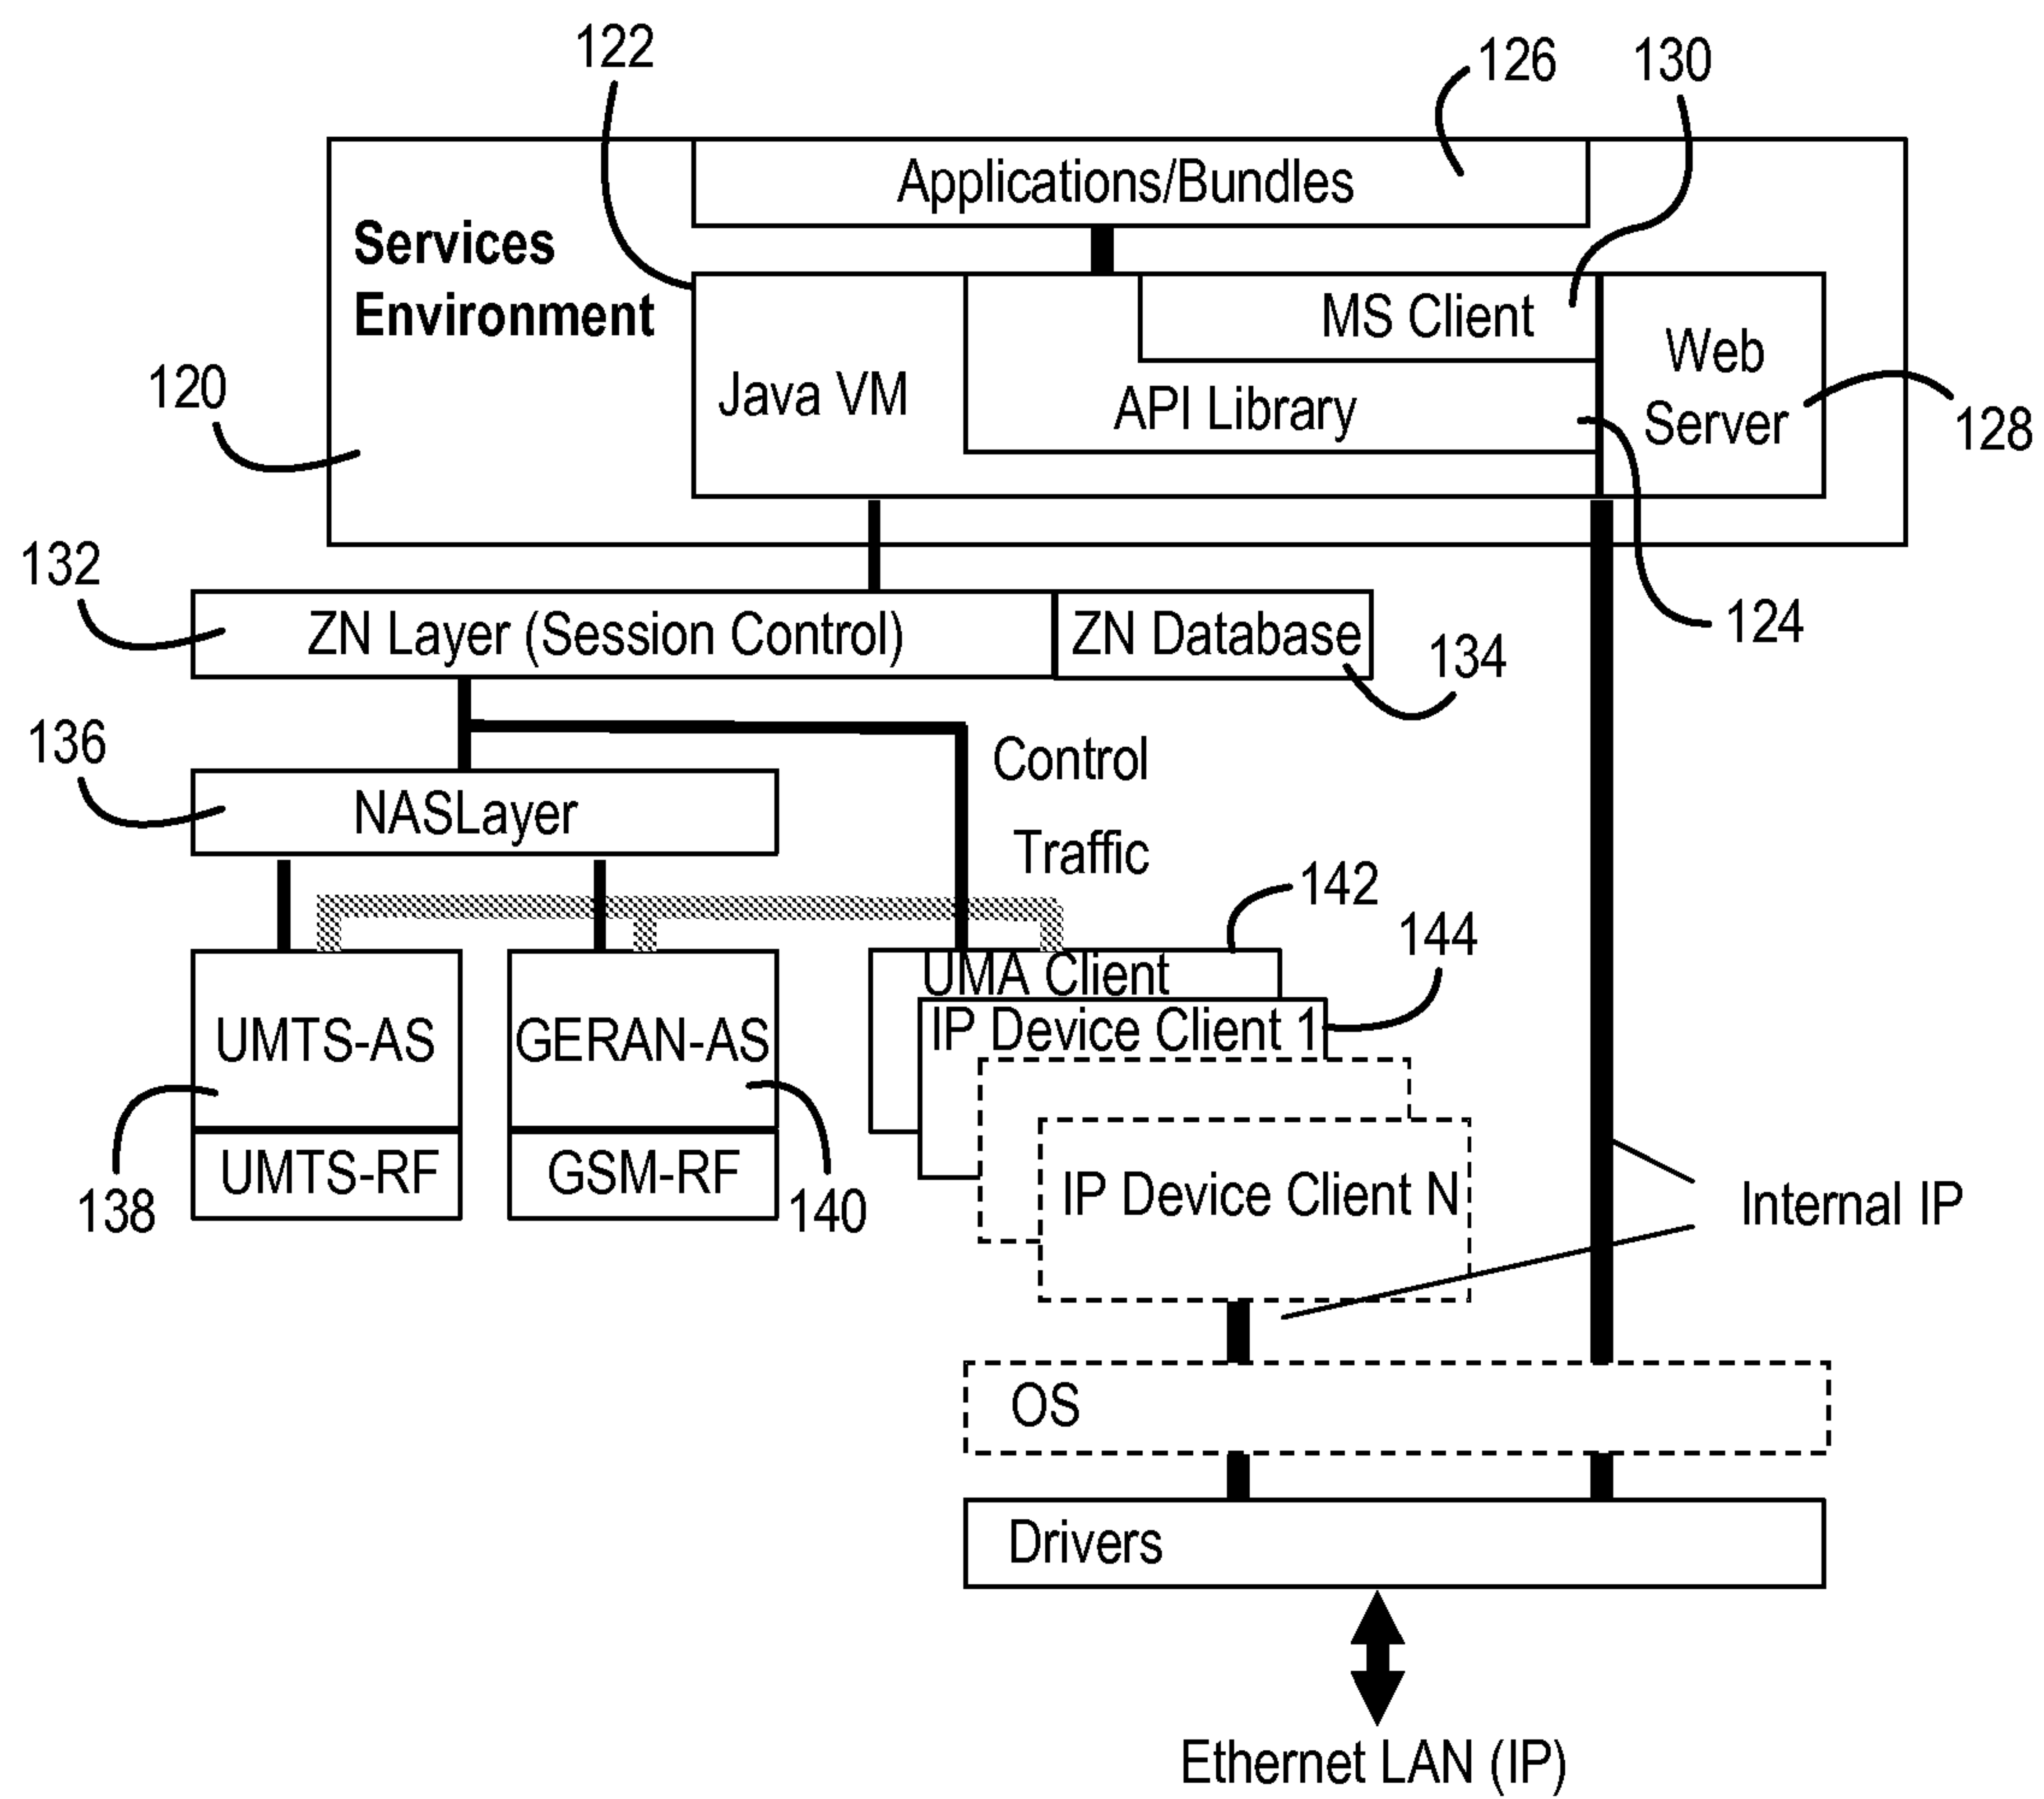 122
126
130
Applications/Bundles
Services
Environment
MS Client
Web
Server
Java VM
API Library
120
128
132
ZN Layer (Session Control)
ZN Database
124
134
136
Control
NASLayer
Traffic
142
144
UMA Client
IP Device Client 1
UMTS-AS
GERAN-AS
UMTS-RF
GSM-RF
138
140
IP Device Client N
Internal IP
OS
Drivers
Ethernet LAN (IP)